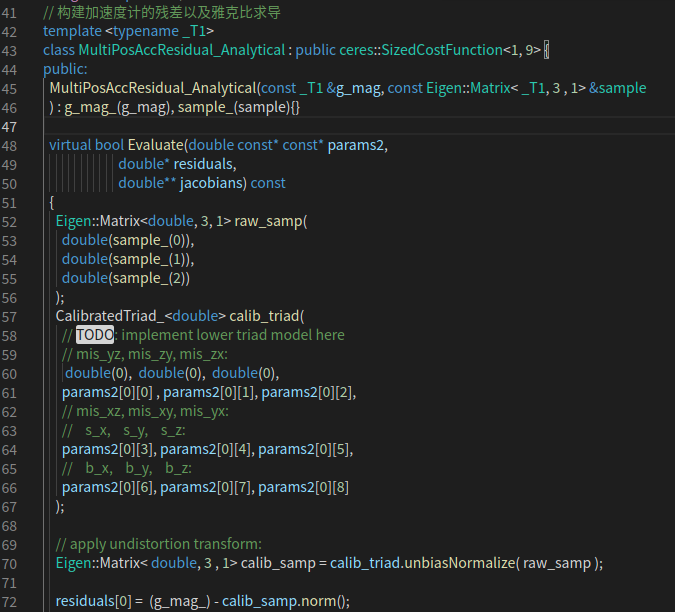 41 // 构建加速度计的残差以及雅克比求导
42 template <typename _T1>
43 class MultiPosAccResidual_Analytical : public ceres::SizedCostFunction<1, 9> {
44 public:
45 MultiPosAccResidual_Analytical(const _T1 &g_mag, const Eigen::Matrix< _T1, 3 , 1> &sample
46 ) : g_mag_(g_mag), sample_(sample){}
47
48 virtual bool Evaluate(double const* const* params2,
49 double* residuals,
50 double** jacobians) const
51 {
52 Eigen::Matrix<double, 3, 1> raw_samp(
53 double(sample_(0)),
54 double(sample_(1)),
55 double(sample_(2))
56 );
57 CalibratedTriad_<double> calib_triad(
58 // TODO: implement lower triad model here
59 // mis_yz, mis_zy, mis_zx:
60 double(0), double(0), double(0),
61 params2[0][0] , params2[0][1], params2[0][2],
62 // mis_xz, mis_xy, mis_yx:
63 // s_x, s_y, s_z:
64 params2[0][3], params2[0][4], params2[0][5],
65 // b_x, b_y, b_z:
66 params2[0][6], params2[0][7], params2[0][8]
67 );
68
69 // apply undistortion transform:
70 Eigen::Matrix< double, 3 , 1> calib_samp = calib_triad.unbiasNormalize( raw_samp );
71
72 residuals[0] = (g_mag_) - calib_samp.norm();